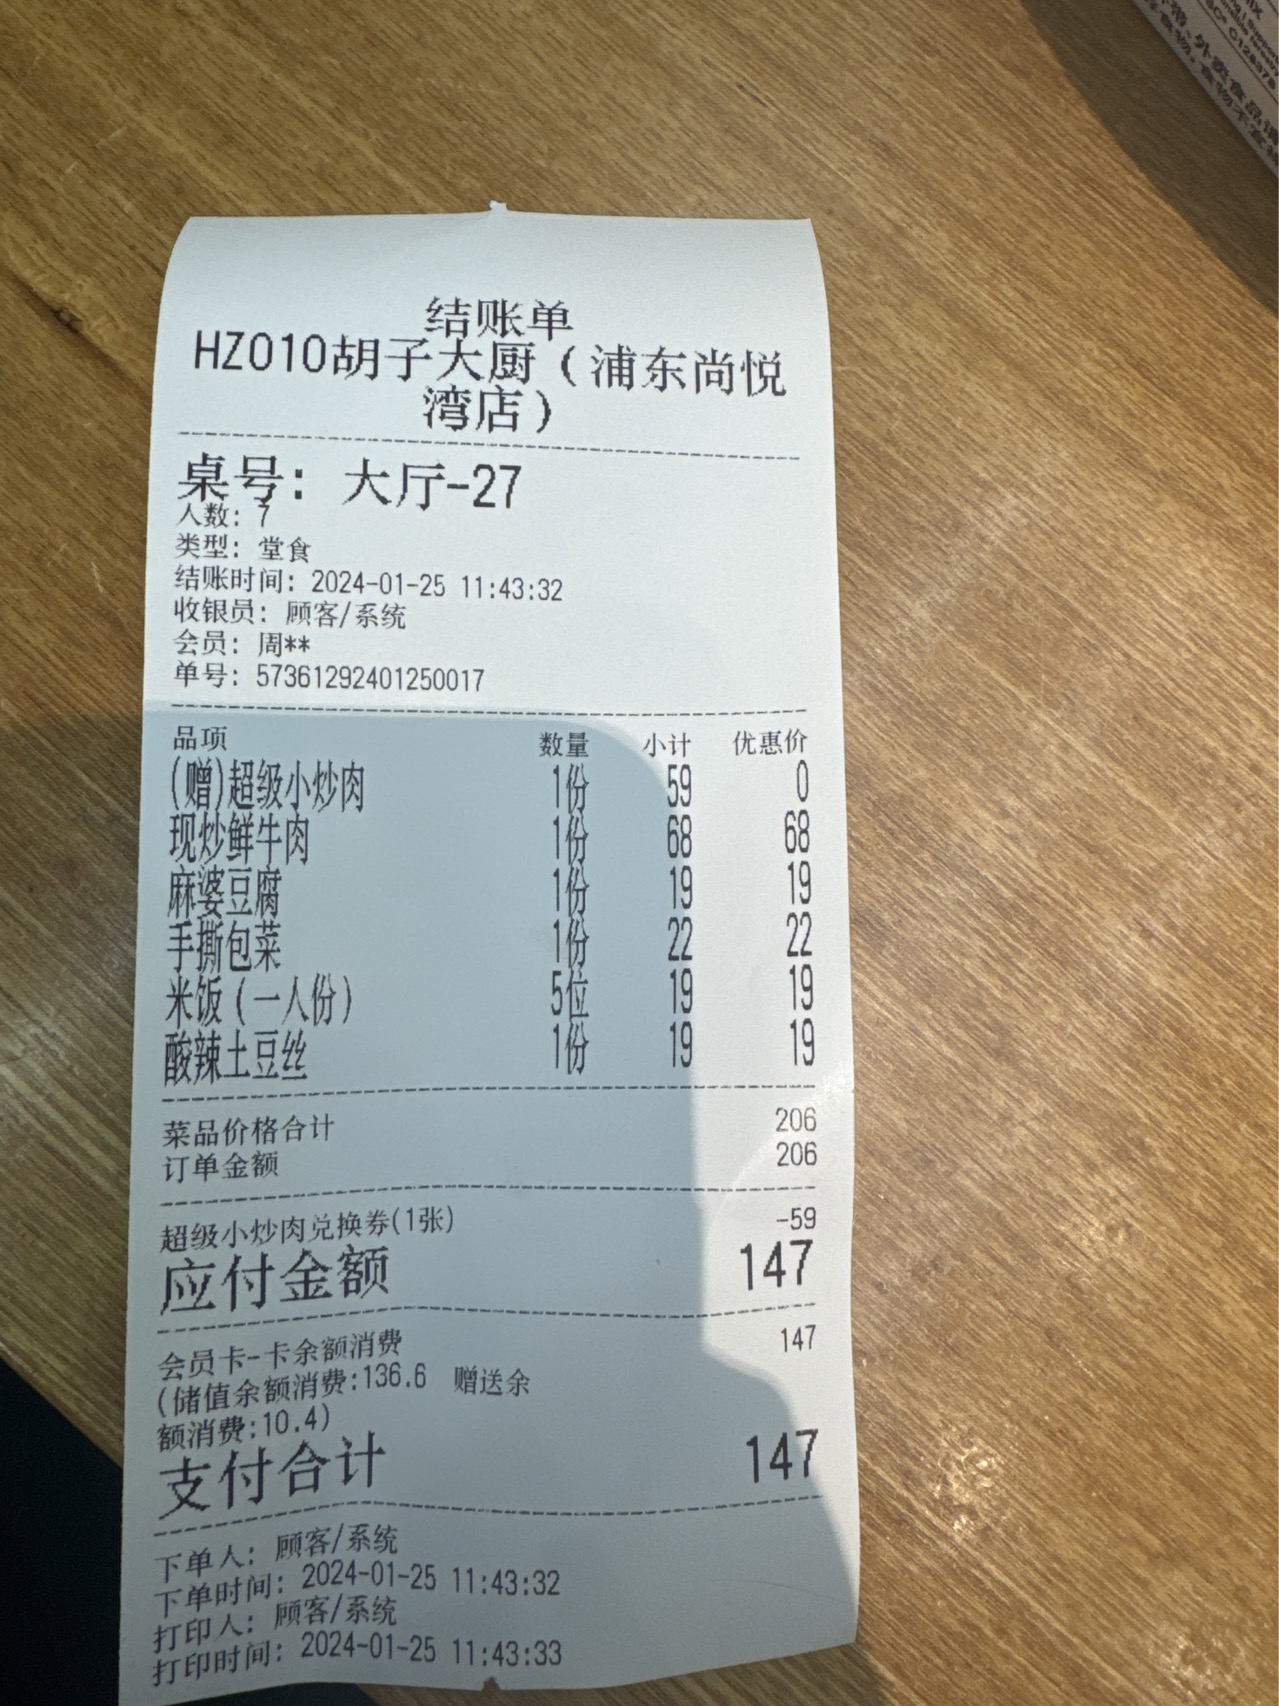 结账单
HZ010胡子大厨（浦东尚悦
湾店）
桌号：大厅-27
人数：7
类型：堂食
结账时间：2024-01-25 11:43:32
收银员：顾客/系统
会员：周**
单号：57361292401250017
品项 数量 小计 优惠价
(赠)超级小炒肉 1份 59 0
现炒鲜牛肉 1份 68 68
麻婆豆腐 1份 19 19
手撕包菜 1份 22 22
米饭（一人份） 5位 19 19
酸辣土豆丝 1份 19 19
菜品价格合计 206
订单金额 206
超级小炒肉兑换券(1张) -59
应付金额 147
会员卡-卡余额消费 147
(储值余额消费:136.6 赠送余
额消费:10.4)
支付合计 147
下单人：顾客/系统
下单时间：2024-01-25 11:43:32
打印人：顾客/系统
打印时间：2024-01-25 11:43:33